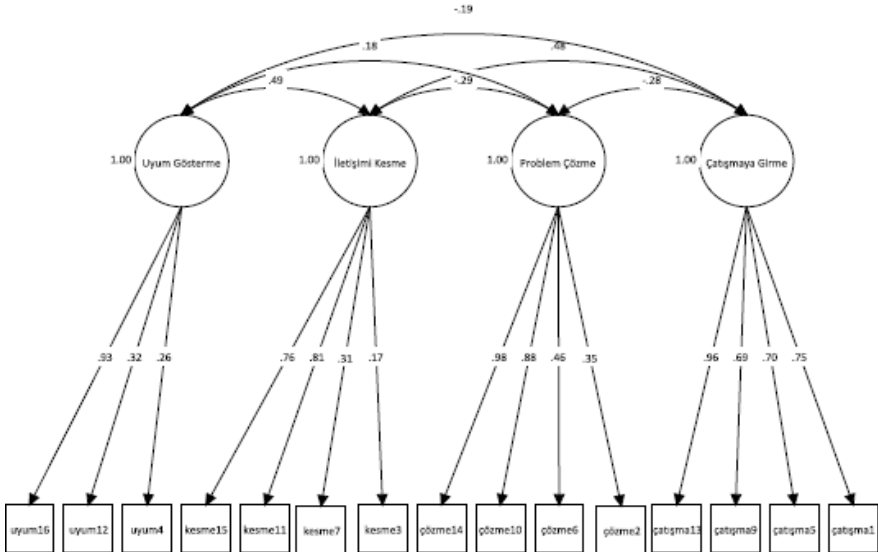 -.19
.18 .48
.49 -.29 -.28
1.00 Uyum Gösterme 1.00 İletişimi Kesme 1.00 Problem Çözme 1.00 Çatışmaya Girme
.93 .32 .26 .76 .81 .31 .17 .98 .88 .46 .35 .96 .69 .70 .75
uyum16 uyum12 uyum4 kesme15 kesme11 kesme7 kesme3 çözme14 çözme10 çözme6 çözme2 çatışma13 çatışma9 çatışma5 çatışma1